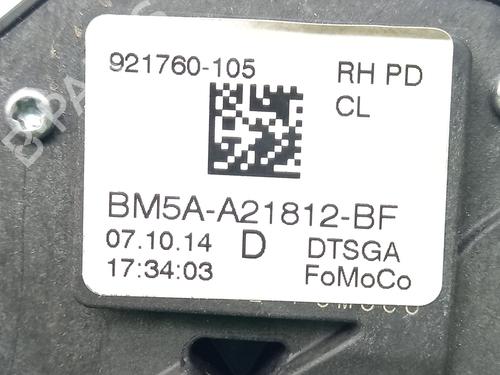 921760-105 RH PD
CL
BM5A-A21812-BF
07.10.14 D DTSGA
17:34:03 FoMoCo